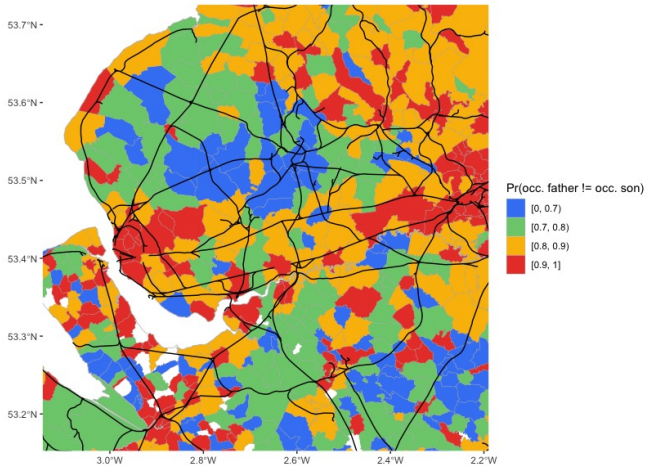 53.7°N
53.6°N
53.5°N
53.4°N
53.3°N
53.2°N
3.0°W
2.8°W
2.6°W
2.4°W
2.2°W
Pr(occ. father != occ. son)
[0, 0.7)
[0.7, 0.8)
[0.8, 0.9)
[0.9, 1]